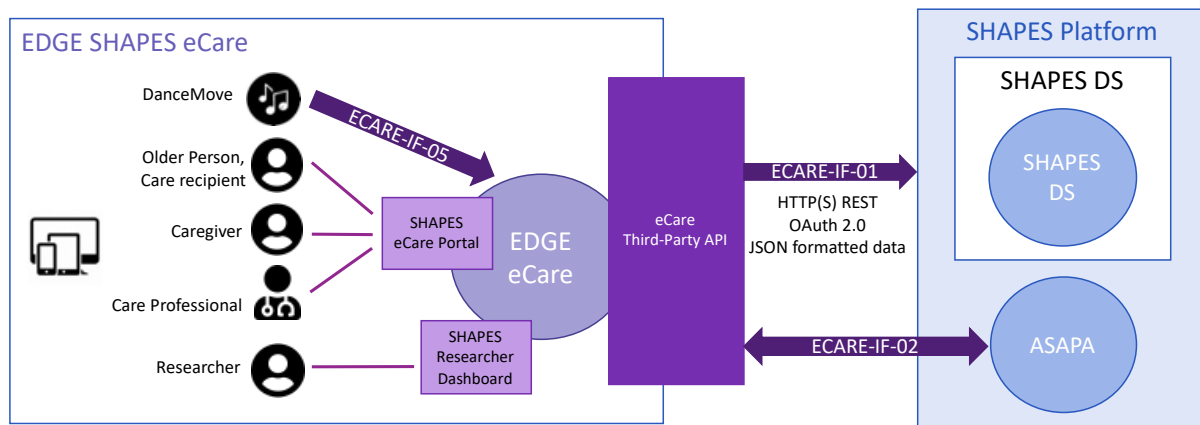 EDGE SHAPES eCare
DanceMove
ECARE-IF-05
Older Person,
Care recipient
Caregiver
Care Professional
Researcher
SHAPES
eCare Portal
EDGE
eCare
SHAPES
Researcher
Dashboard
eCare
Third-Party API
ECARE-IF-01
HTTP(S) REST
OAuth 2.0
JSON formatted data
ECARE-IF-02
SHAPES Platform
SHAPES DS
SHAPES
DS
ASAPA